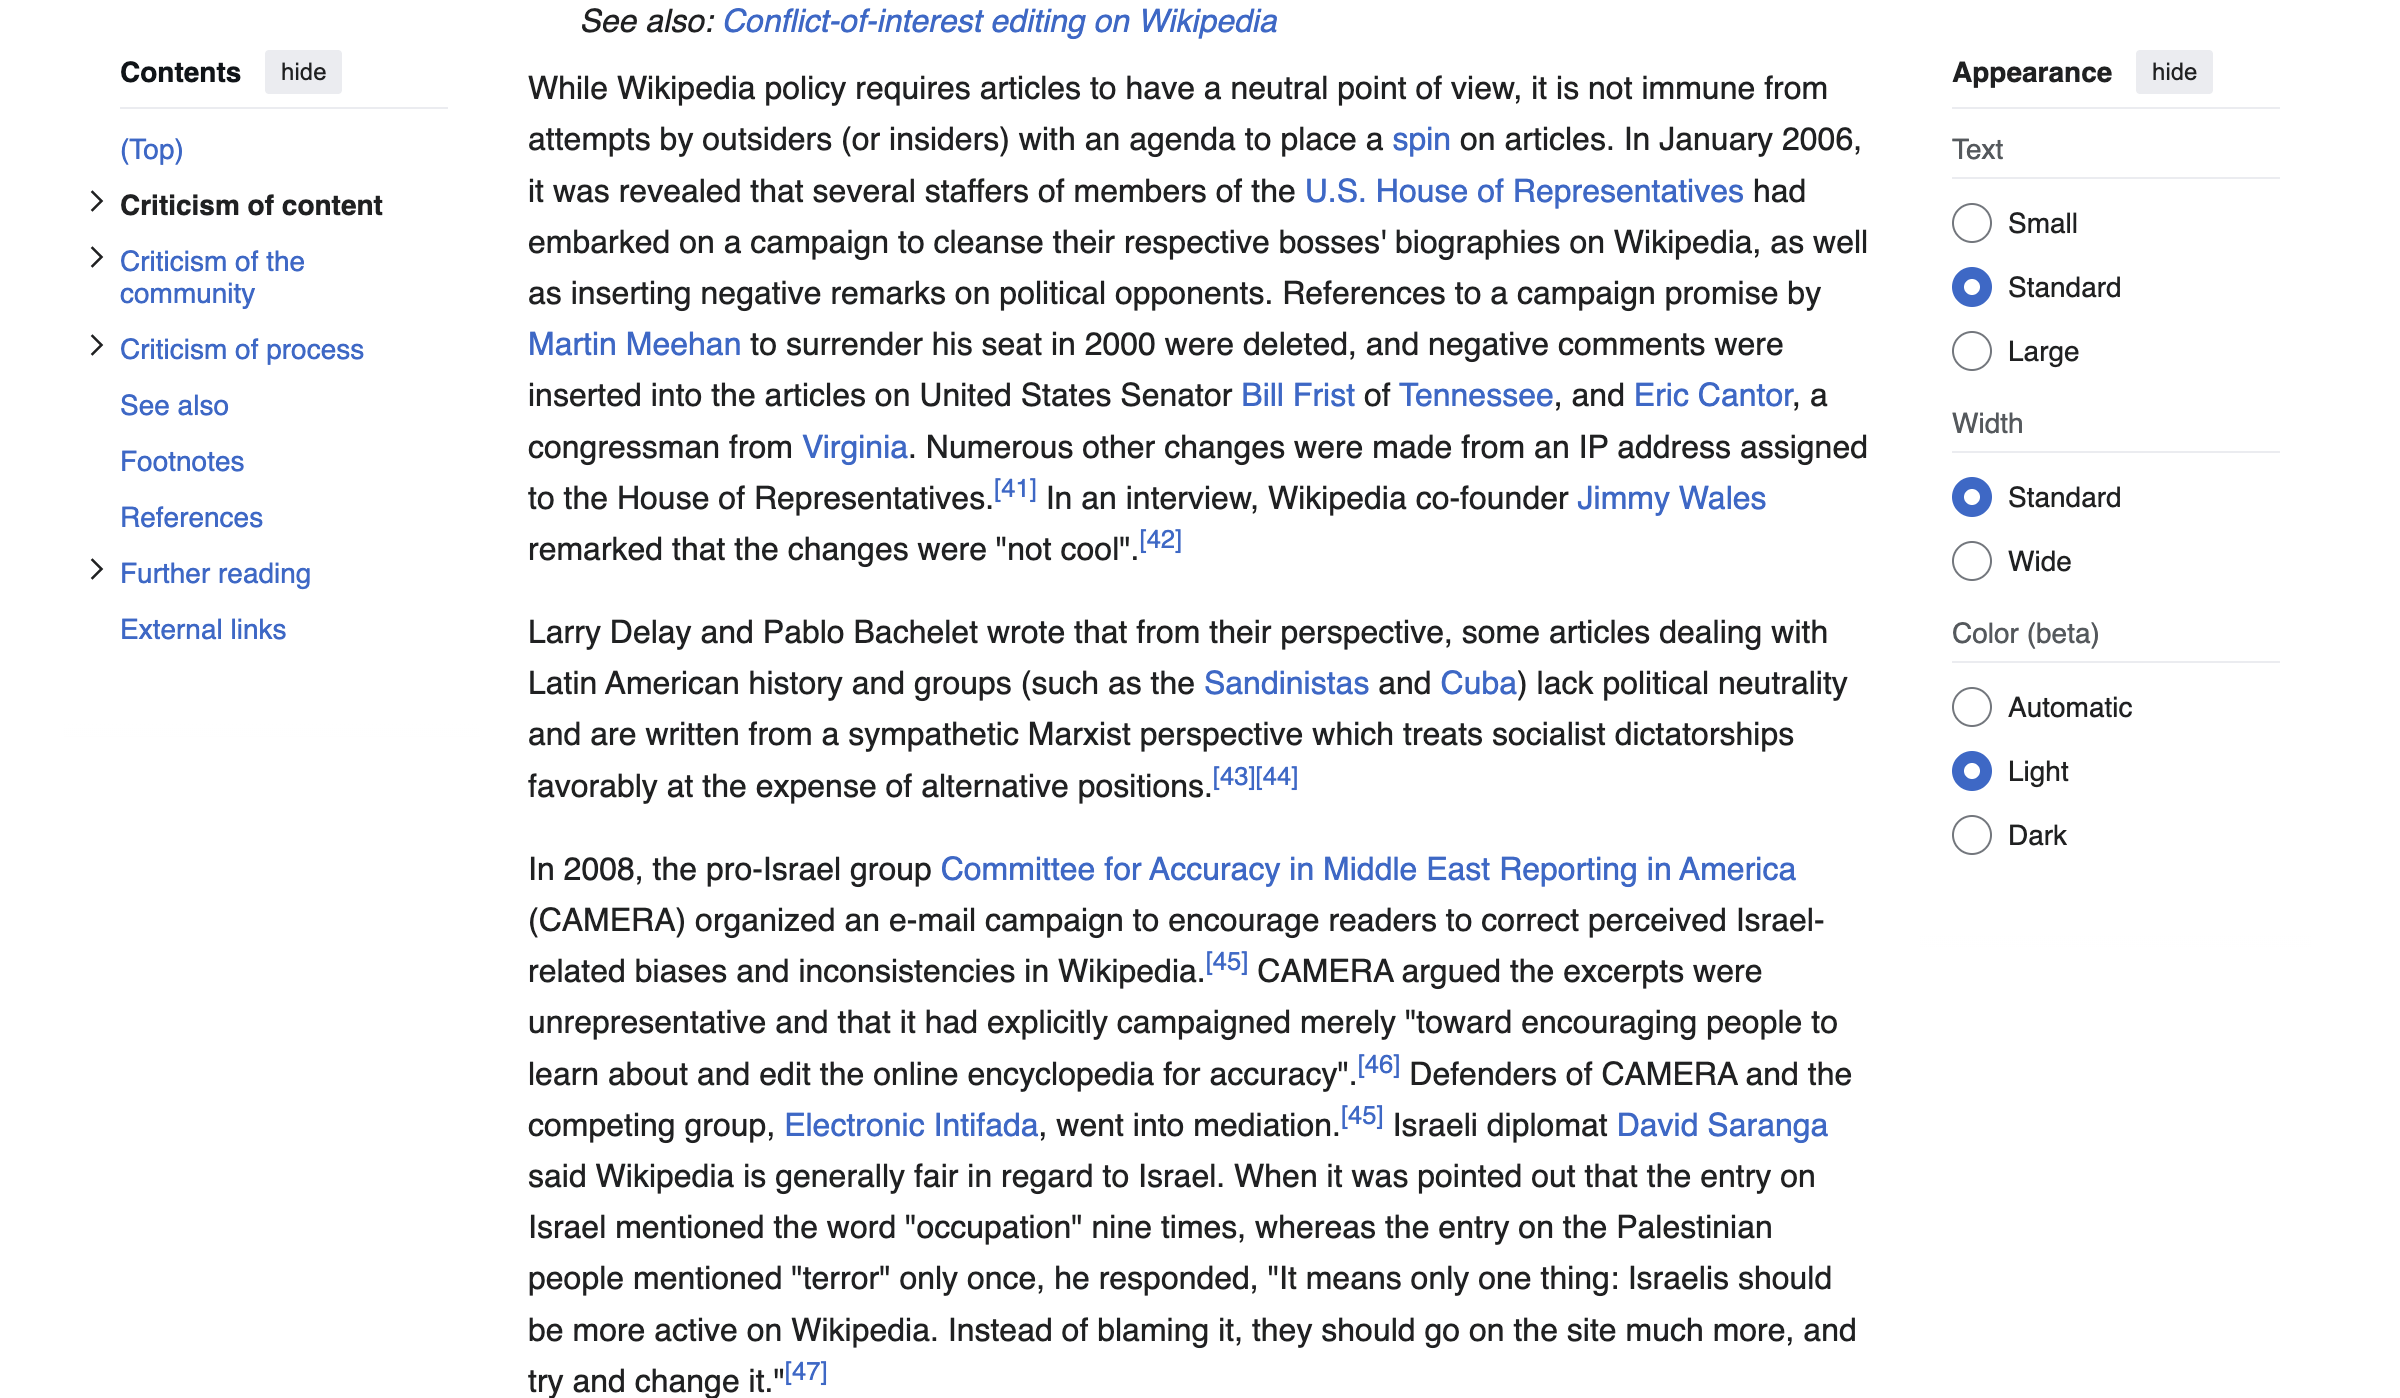 See also: Conflict-of-interest editing on Wikipedia
Contents hide
(Top)
Criticism of content
Criticism of the
community
Criticism of process
See also
Footnotes
References
Further reading
External links
While Wikipedia policy requires articles to have a neutral point of view, it is not immune from
attempts by outsiders (or insiders) with an agenda to place a spin on articles. In January 2006,
it was revealed that several staffers of members of the U.S. House of Representatives had
embarked on a campaign to cleanse their respective bosses' biographies on Wikipedia, as well
as inserting negative remarks on political opponents. References to a campaign promise by
Martin Meehan to surrender his seat in 2000 were deleted, and negative comments were
inserted into the articles on United States Senator Bill Frist of Tennessee, and Eric Cantor, a
congressman from Virginia. Numerous other changes were made from an IP address assigned
to the House of Representatives.[41] In an interview, Wikipedia co-founder Jimmy Wales
remarked that the changes were "not cool".[42]
Larry Delay and Pablo Bachelet wrote that from their perspective, some articles dealing with
Latin American history and groups (such as the Sandinistas and Cuba) lack political neutrality
and are written from a sympathetic Marxist perspective which treats socialist dictatorships
favorably at the expense of alternative positions.[43][44]
In 2008, the pro-Israel group Committee for Accuracy in Middle East Reporting in America
(CAMERA) organized an e-mail campaign to encourage readers to correct perceived Israel-
related biases and inconsistencies in Wikipedia.[45] CAMERA argued the excerpts were
unrepresentative and that it had explicitly campaigned merely "toward encouraging people to
learn about and edit the online encyclopedia for accuracy".[46] Defenders of CAMERA and the
competing group, Electronic Intifada, went into mediation.[45] Israeli diplomat David Saranga
said Wikipedia is generally fair in regard to Israel. When it was pointed out that the entry on
Israel mentioned the word "occupation" nine times, whereas the entry on the Palestinian
people mentioned "terror" only once, he responded, "It means only one thing: Israelis should
be more active on Wikipedia. Instead of blaming it, they should go on the site much more, and
try and change it."[47]
Appearance hide
Text
Small
Standard
Large
Width
Standard
Wide
Color (beta)
Automatic
Light
Dark